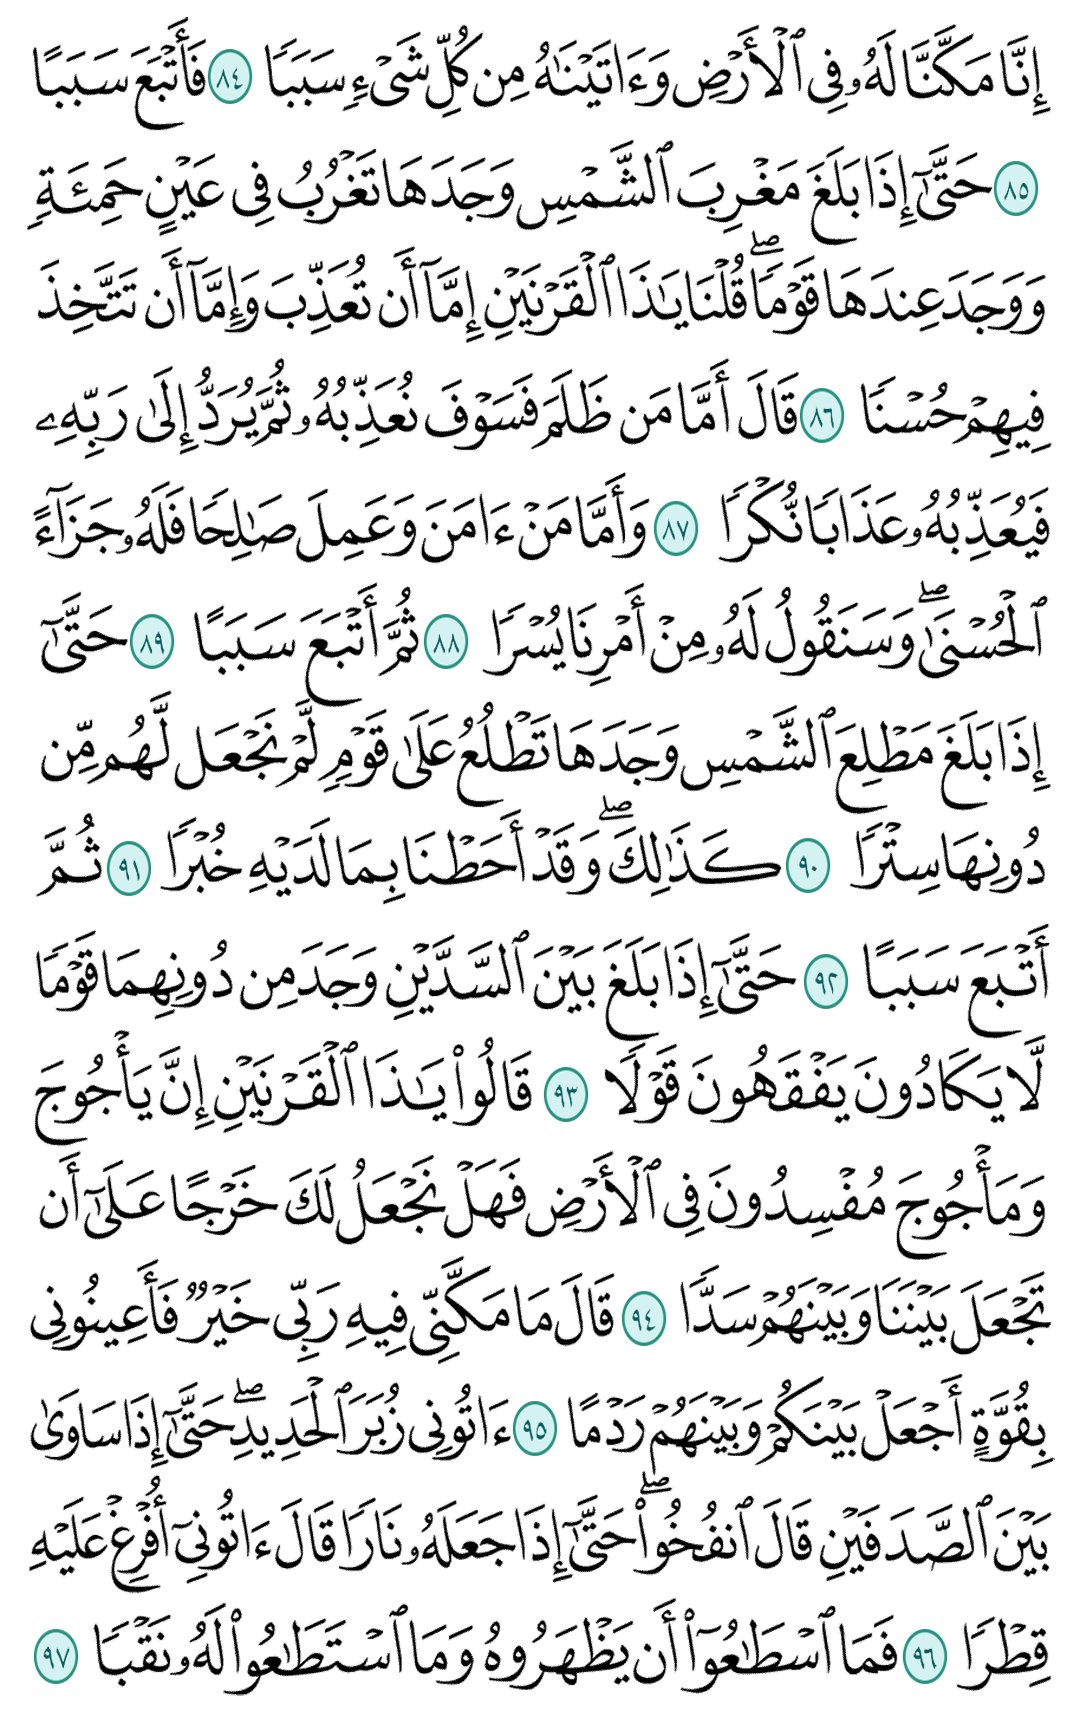 إِنَّا مَكَّنَّا لَهُۥ فِى ٱلْأَرْضِ وَءَاتَيْنَٰهُ مِن كُلِّ شَىْءٍ سَبَبًا ٨٤ فَأَتْبَعَ سَبَبًا
٨٥ حَتَّىٰٓ إِذَا بَلَغَ مَغْرِبَ ٱلشَّمْسِ وَجَدَهَا تَغْرُبُ فِى عَيْنٍ حَمِئَةٍ
وَوَجَدَ عِندَهَا قَوْمًا ۖ قُلْنَا يَٰذَا ٱلْقَرْنَيْنِ إِمَّآ أَن تُعَذِّبَ وَإِمَّآ أَن تَتَّخِذَ
فِيهِمْ حُسْنًا ٨٦ قَالَ أَمَّا مَن ظَلَمَ فَسَوْفَ نُعَذِّبُهُۥ ثُمَّ يُرَدُّ إِلَىٰ رَبِّهِۦ
فَيُعَذِّبُهُۥ عَذَابًا نُّكْرًا ٨٧ وَأَمَّا مَنْ ءَامَنَ وَعَمِلَ صَٰلِحًا فَلَهُۥ جَزَآءً
ٱلْحُسْنَىٰ ۖ وَسَنَقُولُ لَهُۥ مِنْ أَمْرِنَا يُسْرًا ٨٨ ثُمَّ أَتْبَعَ سَبَبًا ٨٩ حَتَّىٰٓ
إِذَا بَلَغَ مَطْلِعَ ٱلشَّمْسِ وَجَدَهَا تَطْلُعُ عَلَىٰ قَوْمٍ لَّمْ نَجْعَل لَّهُم مِّن
دُونِهَا سِتْرًا ٩٠ كَذَٰلِكَ ۖ وَقَدْ أَحَطْنَا بِمَا لَدَيْهِ خُبْرًا ٩١ ثُمَّ
أَتْبَعَ سَبَبًا ٩٢ حَتَّىٰٓ إِذَا بَلَغَ بَيْنَ ٱلسَّدَّيْنِ وَجَدَ مِن دُونِهِمَا قَوْمًا
لَّا يَكَادُونَ يَفْقَهُونَ قَوْلًا ٩٣ قَالُوا۟ يَٰذَا ٱلْقَرْنَيْنِ إِنَّ يَأْجُوجَ
وَمَأْجُوجَ مُفْسِدُونَ فِى ٱلْأَرْضِ فَهَلْ نَجْعَلُ لَكَ خَرْجًا عَلَىٰٓ أَن
تَجْعَلَ بَيْنَنَا وَبَيْنَهُمْ سَدًّا ٩٤ قَالَ مَا مَكَّنِّى فِيهِ رَبِّى خَيْرٌ فَأَعِينُونِى
بِقُوَّةٍ أَجْعَلْ بَيْنَكُمْ وَبَيْنَهُمْ رَدْمًا ٩٥ ءَاتُونِى زُبَرَ ٱلْحَدِيدِ ۖ حَتَّىٰٓ إِذَا سَاوَىٰ
بَيْنَ ٱلصَّدَفَيْنِ قَالَ ٱنفُخُوا۟ ۖ حَتَّىٰٓ إِذَا جَعَلَهُۥ نَارًا قَالَ ءَاتُونِىٓ أُفْرِغْ عَلَيْهِ
قِطْرًا ٩٦ فَمَا ٱسْطَٰعُوٓا۟ أَن يَظْهَرُوهُ وَمَا ٱسْتَطَٰعُوا۟ لَهُۥ نَقْبًا ٩٧